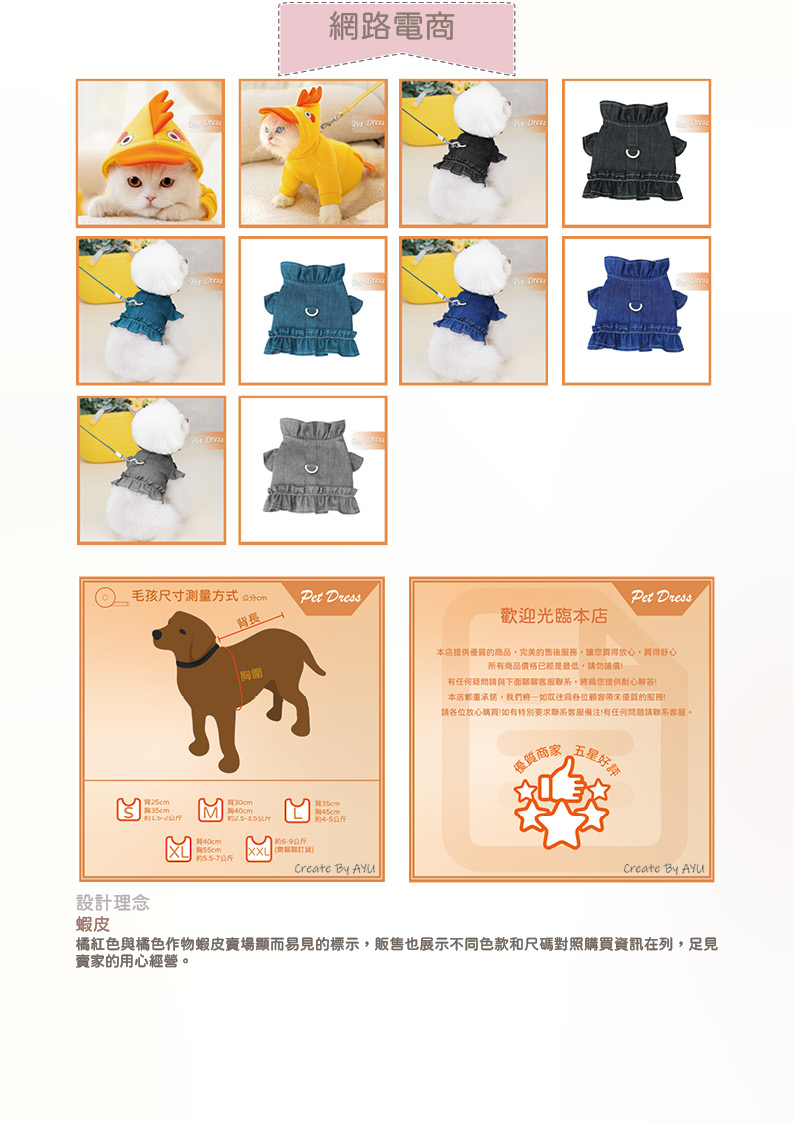 網路電商
Pet Dress
Pet Dress
Pet Dress
Pet Dress
Pet Dress
Pet Dress
Pet Dress
Pet Dress
Pet Dress
Pet Dress
毛孩尺寸測量方式 公分cm
Pet Dress
背長
胸圍
S
背25cm
胸35cm
約1.5-2公斤
M
背30cm
胸40cm
約2.5-3.5公斤
L
背35cm
胸45cm
約4-5公斤
XL
背40cm
胸55cm
約5.5-7公斤
XXL
約6-9公斤
(需聊聊訂貨)
Create By AYU
Pet Dress
歡迎光臨本店
本店提供優質的商品，完美的售後服務，讓您買得放心，買得舒心
所有商品價格已經是最低，請勿議價!
有任何疑問請與下面聊聊客服聯系，將為您提供耐心解答!
本店鄭重承諾，我們將一如既往為各位顧客帶來優質的服務!
請各位放心購買!如有特別要求聯系客服備注!有任何問題請聯系客服。
優質商家 五星好評
Create By AYU
設計理念
蝦皮
橘紅色與橘色作物蝦皮賣場顯而易見的標示，販售也展示不同色款和尺碼對照購買資訊在列，足見
賣家的用心經營。